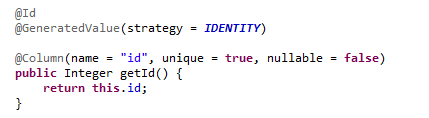 @Id
@GeneratedValue(strategy = IDENTITY)
@Column(name = "id", unique = true, nullable = false)
public Integer getId() {
    return this.id;
}